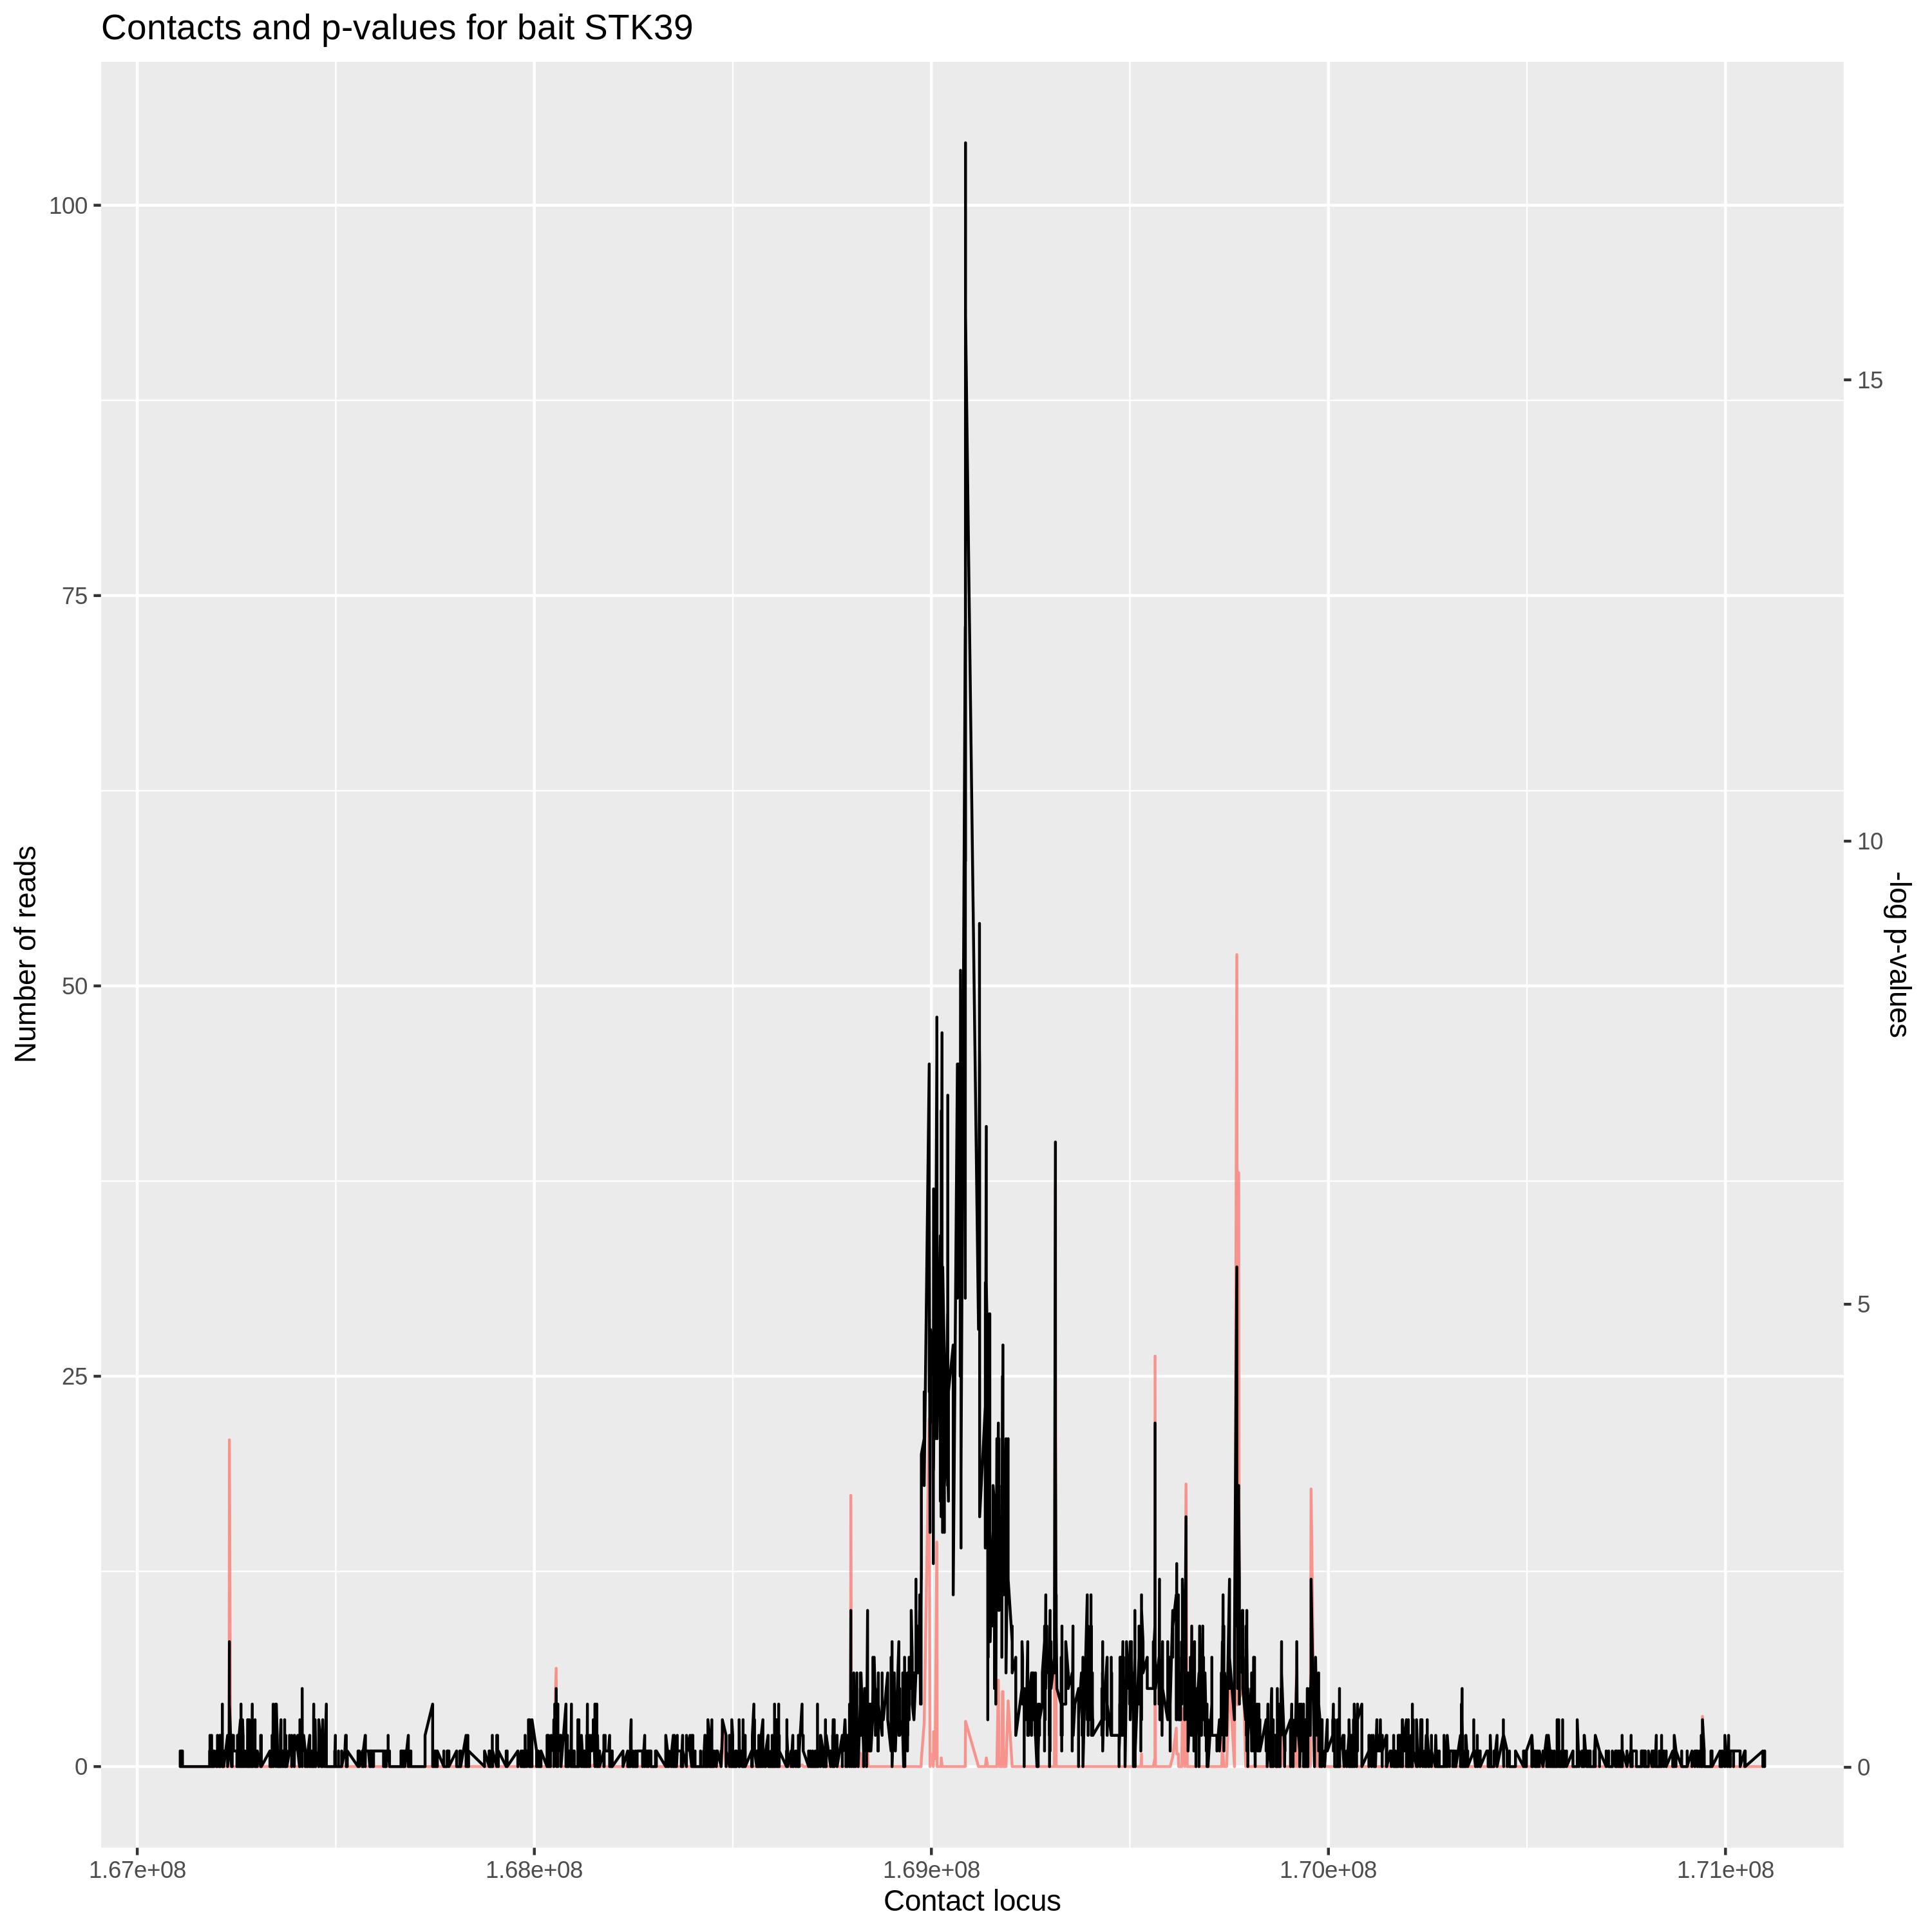 Contacts and p-values for bait STK39
100
75
50
25
0
Number of reads
15
10
5
0
-log p-values
1.67e+08
1.68e+08
1.69e+08
1.70e+08
1.71e+08
Contact locus